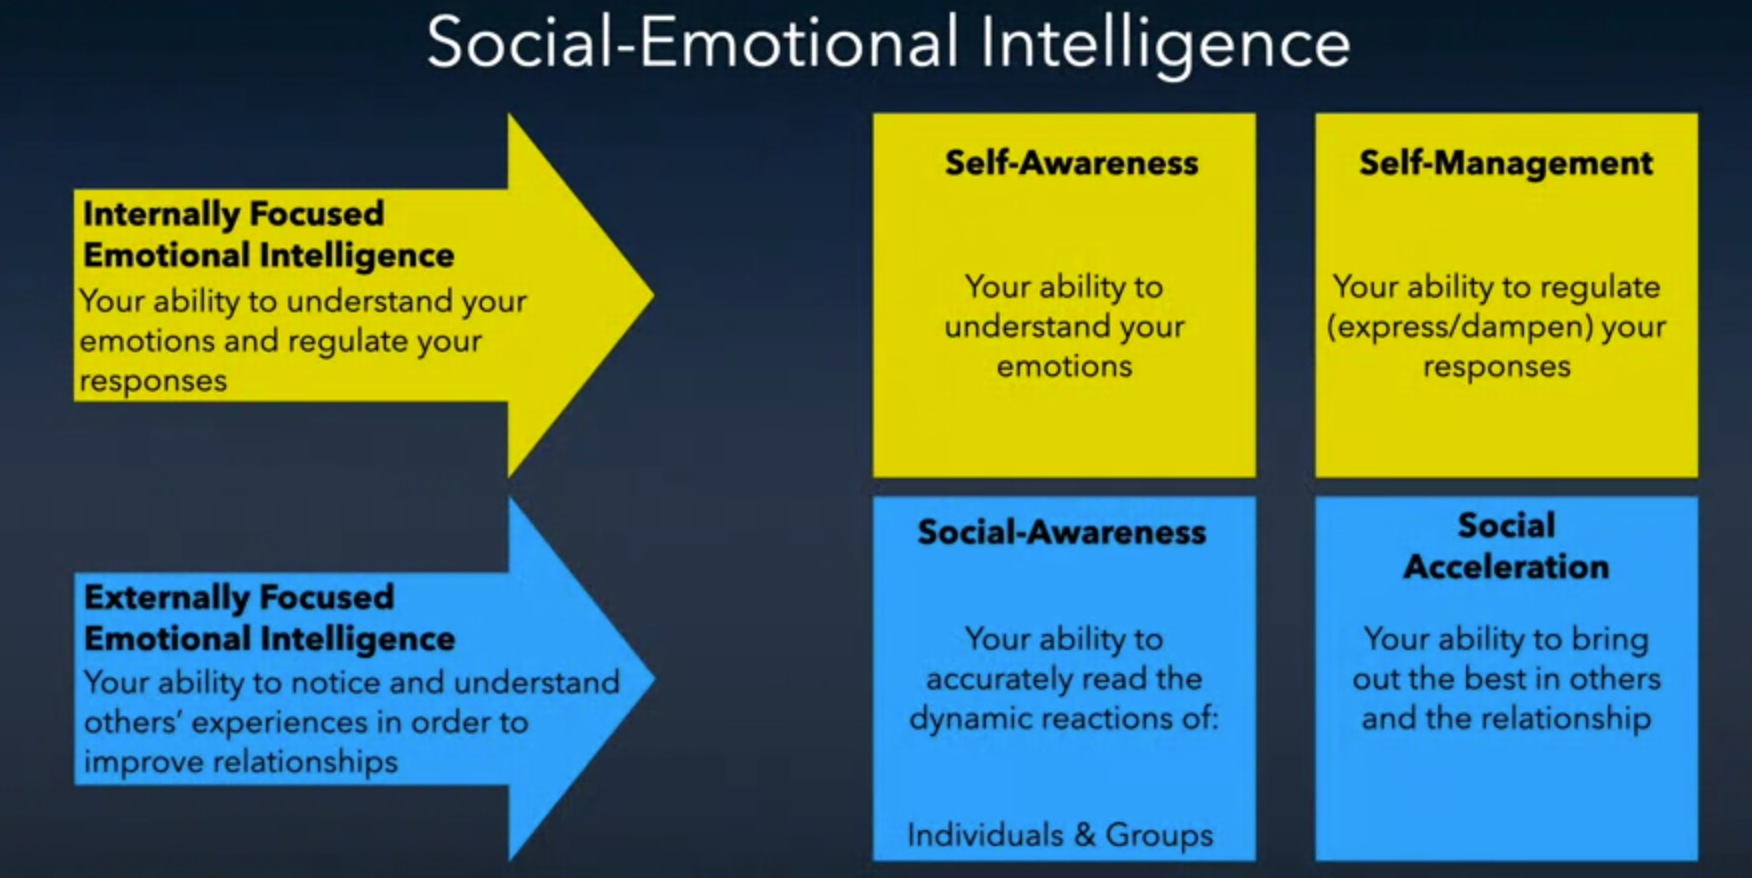 Social-Emotional Intelligence
Internally Focused
Emotional Intelligence
Your ability to understand your
emotions and regulate your
responses
Self-Awareness
Your ability to
understand your
emotions
Self-Management
Your ability to regulate
(express/dampen) your
responses
Externally Focused
Emotional Intelligence
Your ability to notice and understand
others’ experiences in order to
improve relationships
Social-Awareness
Your ability to
accurately read the
dynamic reactions of:
Individuals & Groups
Social
Acceleration
Your ability to bring
out the best in others
and the relationship